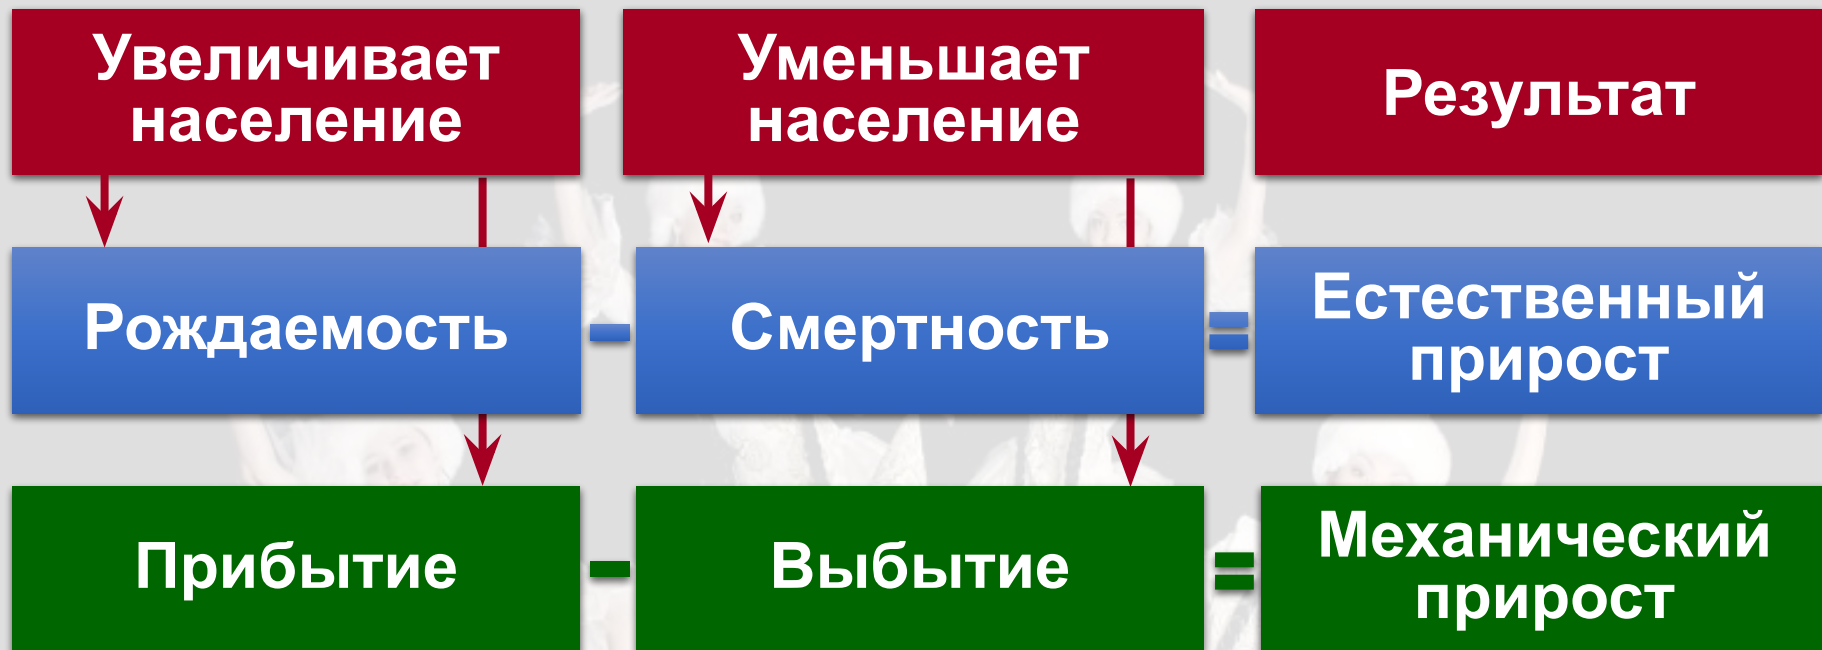 Увеличивает
население
Уменьшает
население
Результат
Рождаемость
-
Смертность
=
Естественный
прирост
Прибытие
-
Выбытие
=
Механический
прирост